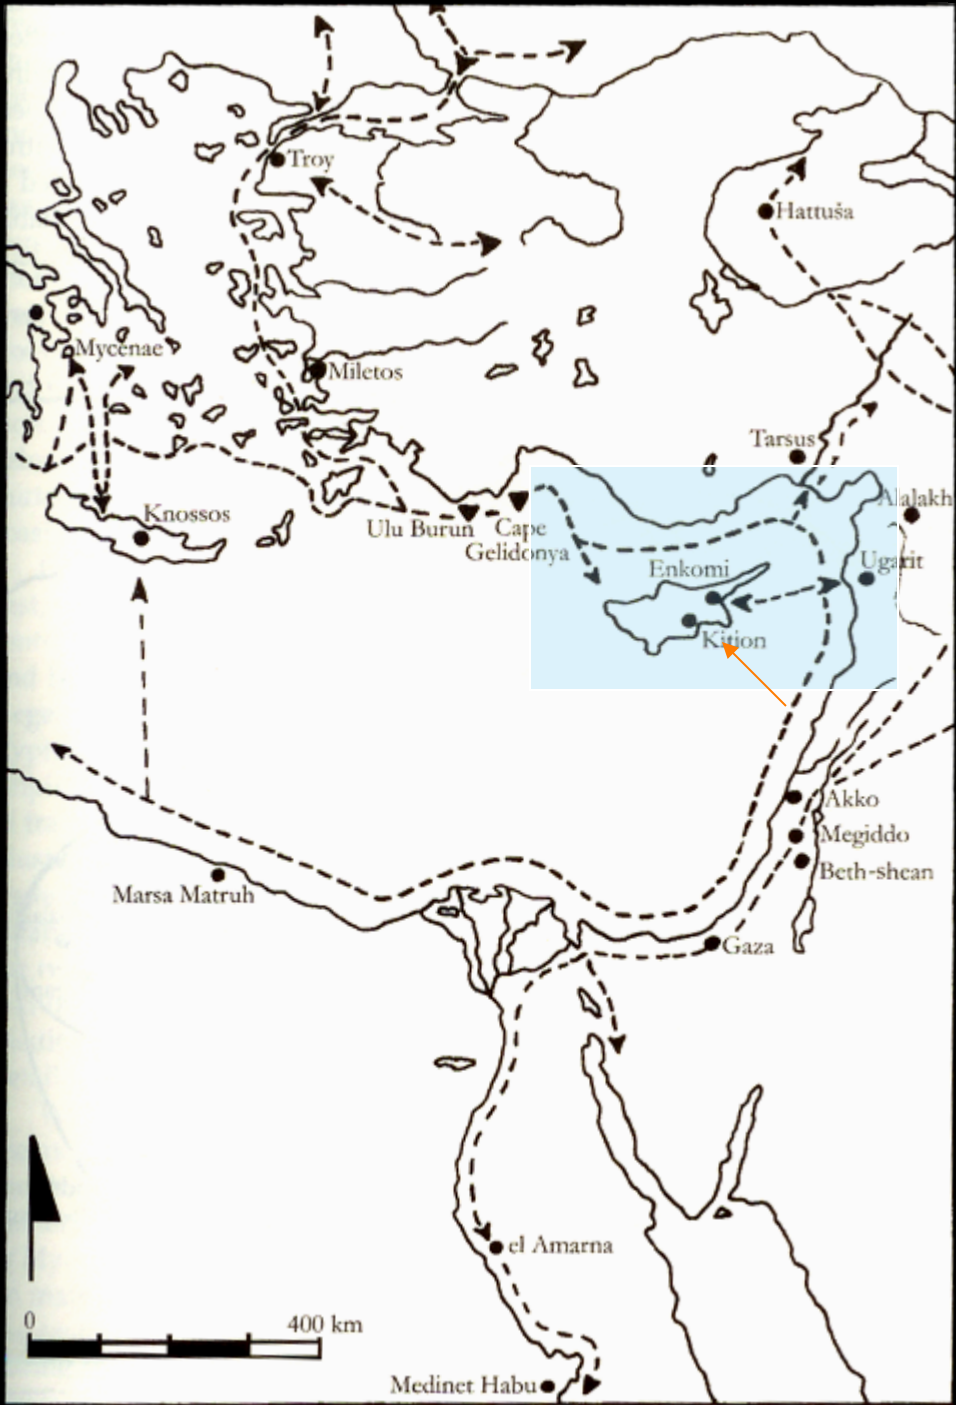 Troy
Hattuša
Mycenae
Miletos
Tarsus
Alalakh
Knossos
Ulu Burun
Cape
Gelidonya
Ugarit
Enkomi
Kition
Akko
Megiddo
Beth-shean
Marsa Matruh
Gaza
el Amarna
0
400 km
Medinet Habu